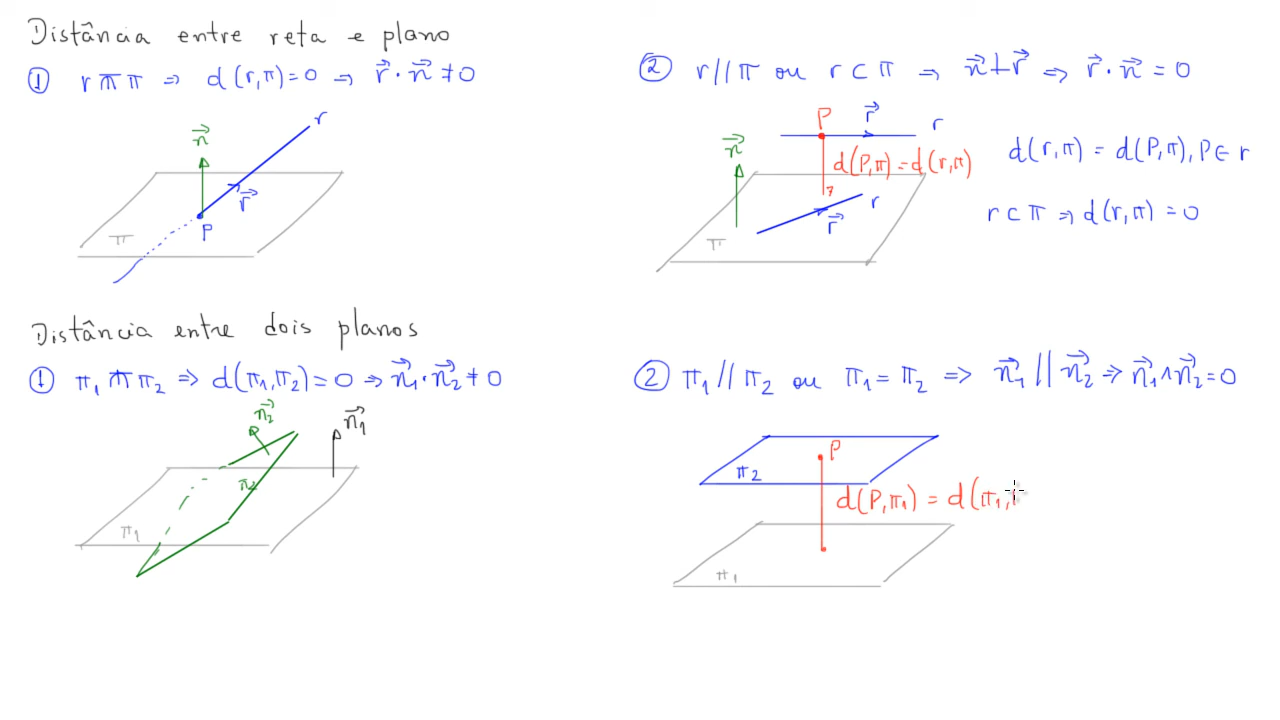 Distância entre reta e plano
① r ⫚ π ⇒ d(r,π)=0 ⇒ r⃗ · n⃗ ≠ 0
n⃗
r
r⃗
P
π
② r // π ou r ⊂ π ⇒ n⃗ ⊥ r⃗ ⇒ r⃗ · n⃗ = 0
P
r⃗
r
n⃗
d(P,π) = d(r,π)
r
r⃗
π
d(r,π) = d(P,π), P ∈ r
r ⊂ π ⇒ d(r,π) = 0
Distância entre dois planos
① π₁ ⫚ π₂ ⇒ d(π₁,π₂) = 0 ⇒ n⃗₁ · n⃗₂ ≠ 0
n⃗₂
n⃗₁
π₂
π₁
② π₁ // π₂ ou π₁ = π₂ ⇒ n⃗₁ // n⃗₂ ⇒ n⃗₁ ∧ n⃗₂ = 0
P
π₂
d(P,π₁) = d(π₁,
π₁